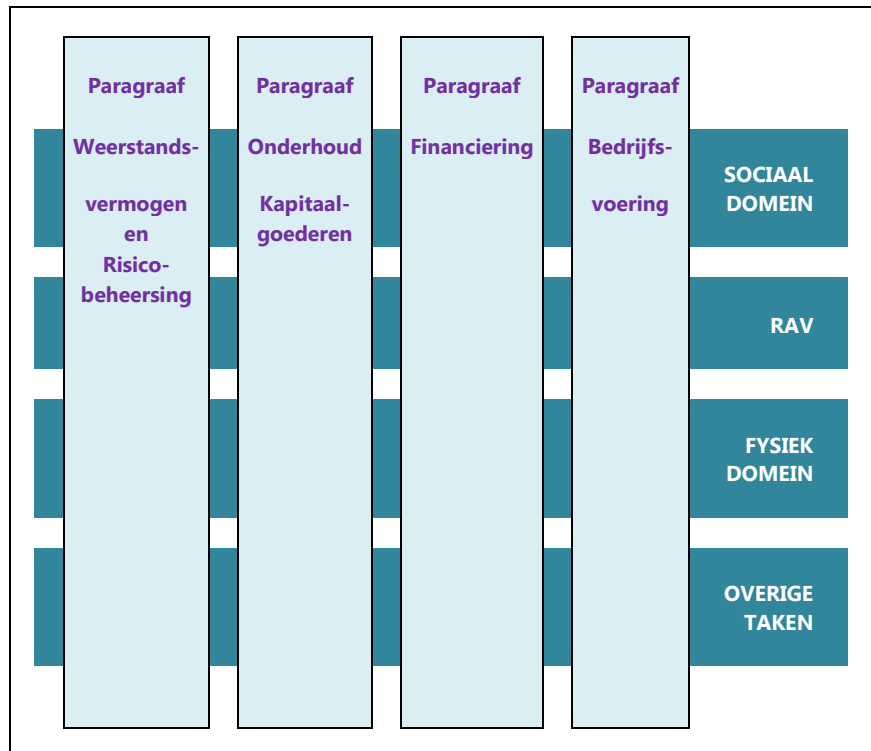 Paragraaf
Weerstands-
vermogen
en
Risico-
beheersing
Paragraaf
Onderhoud
Kapitaal-
goederen
Paragraaf
Financiering
Paragraaf
Bedrijfs-
voering
SOCIAAL
DOMEIN
RAV
FYSIEK
DOMEIN
OVERIGE
TAKEN